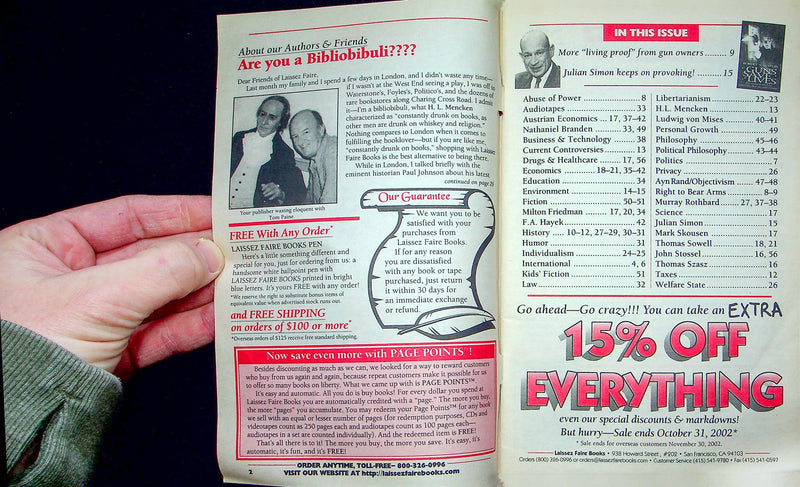 About our Authors & Friends
Are you a Bibliobibuli????
Dear Friends of Laissez Faire,
Last month my family and I spend a few days in London, and I didn't waste any time—
if I wasn't at the West End seeing a play, I was off to
Waterstone's, Foyles's, Politico's, and the dozens of
rare bookstores along Charing Cross Road. I admit
it—I'm a bibliobibuli, what H. L. Mencken
characterized as "constantly drunk on books, as
other men are drunk on whiskey and religion."
Nothing compares to London when it comes to
fulfilling the booklover—but if you are like me,
"constantly drunk on books," shopping with Laissez
Faire Books is the best alternative to being there.
While in London, I talked briefly with the
eminent historian Paul Johnson about his latest
continued on page 25
Your publisher waxing eloquent with
Tom Paine
FREE With Any Order*
LAISSEZ FAIRE BOOKS PEN
Here's a little something different and
special for you, just for ordering from us: a
handsome white ballpoint pen with
LAISSEZ FAIRE BOOKS printed in bright
blue letters. It's yours FREE with any order!
*We reserve the right to substitute bonus items of
equivalent value when advertised stock runs out.
and FREE SHIPPING
on orders of $100 or more*
*Overseas orders of $125 receive free standard shipping.
Our Guarantee
We want you to be
satisfied with your
purchases from
Laissez Faire Books.
If for any reason
you are dissatisfied
with any book or tape
purchased, just return
it within 30 days for
an immediate exchange
or refund.
Now save even more with PAGE POINTS™!
Besides discounting as much as we can, we looked for a way to reward customers
who buy from us again and again, because repeat customers make it possible for us
to offer so many books on liberty. What we came up with is PAGE POINTS™.
It's easy and automatic. All you do is buy books! For every dollar you spend at
Laissez Faire Books you are automatically credited with a "page." The more you buy,
the more "pages" you accumulate. You may redeem your Page Points™ for any book
we sell with an equal or lesser number of pages (for redemption purposes, CDs and
videotapes count as 250 pages each and audiotapes count as 100 pages each—
audiotapes in a set are counted individually). And the redeemed item is FREE!
That's all there is to it! The more you buy, the more you save. It's easy, it's
automatic, it's fun, and it's FREE!
ORDER ANYTIME, TOLL-FREE– 800-326-0996
2 VISIT OUR WEBSITE AT http://laissezfairebooks.com
IN THIS ISSUE
More "living proof" from gun owners ......... 9
Julian Simon keeps on provoking! ......... 15
GUNS
LIVES
Abuse of Power 8
Audiotapes 33
Austrian Economics ... 17, 37–42
Nathaniel Branden 33, 49
Business & Technology 38
Current Controversies 13
Drugs & Healthcare 17, 56
Economics 18–21, 35–42
Education 34
Environment 14–15
Fiction 50–51
Milton Friedman 17, 20, 34
F.A. Hayek 42
History 10–12, 27–29, 30–31
Humor 31
Individualism 24–25
International 4, 6
Kids' Fiction 51
Law 32
Libertarianism 22–23
H.L. Mencken 13
Ludwig von Mises 40–41
Personal Growth 49
Philosophy 45–46
Political Philosophy 43–44
Politics 7
Privacy 26
Ayn Rand/Objectivism 47–48
Right to Bear Arms 8–9
Murray Rothbard 27, 37–38
Science 17
Julian Simon 15
Mark Skousen 17
Thomas Sowell 18, 21
John Stossel 16, 56
Thomas Szasz 16
Taxes 12
Welfare State 26
Go ahead—Go crazy!!! You can take an EXTRA
15% OFF
EVERYTHING
even our special discounts & markdowns!
But hurry—Sale ends October 31, 2002*
* Sale ends for overseas customers November 30, 2002.
Laissez Faire Books • 938 Howard Street, #202 • San Francisco, CA 94103
Orders (800) 326-0996 or orders@laissezfairebooks.com • Customer Service (415) 541-9780 • Fax (415) 541-0597